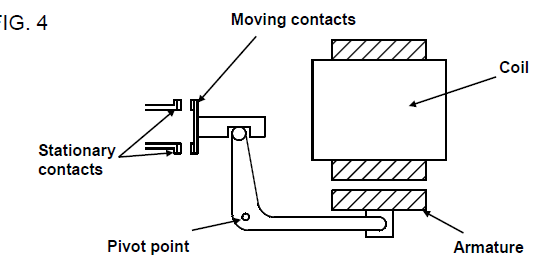 FIG. 4
Moving contacts
Coil
Stationary
contacts
Pivot point
Armature